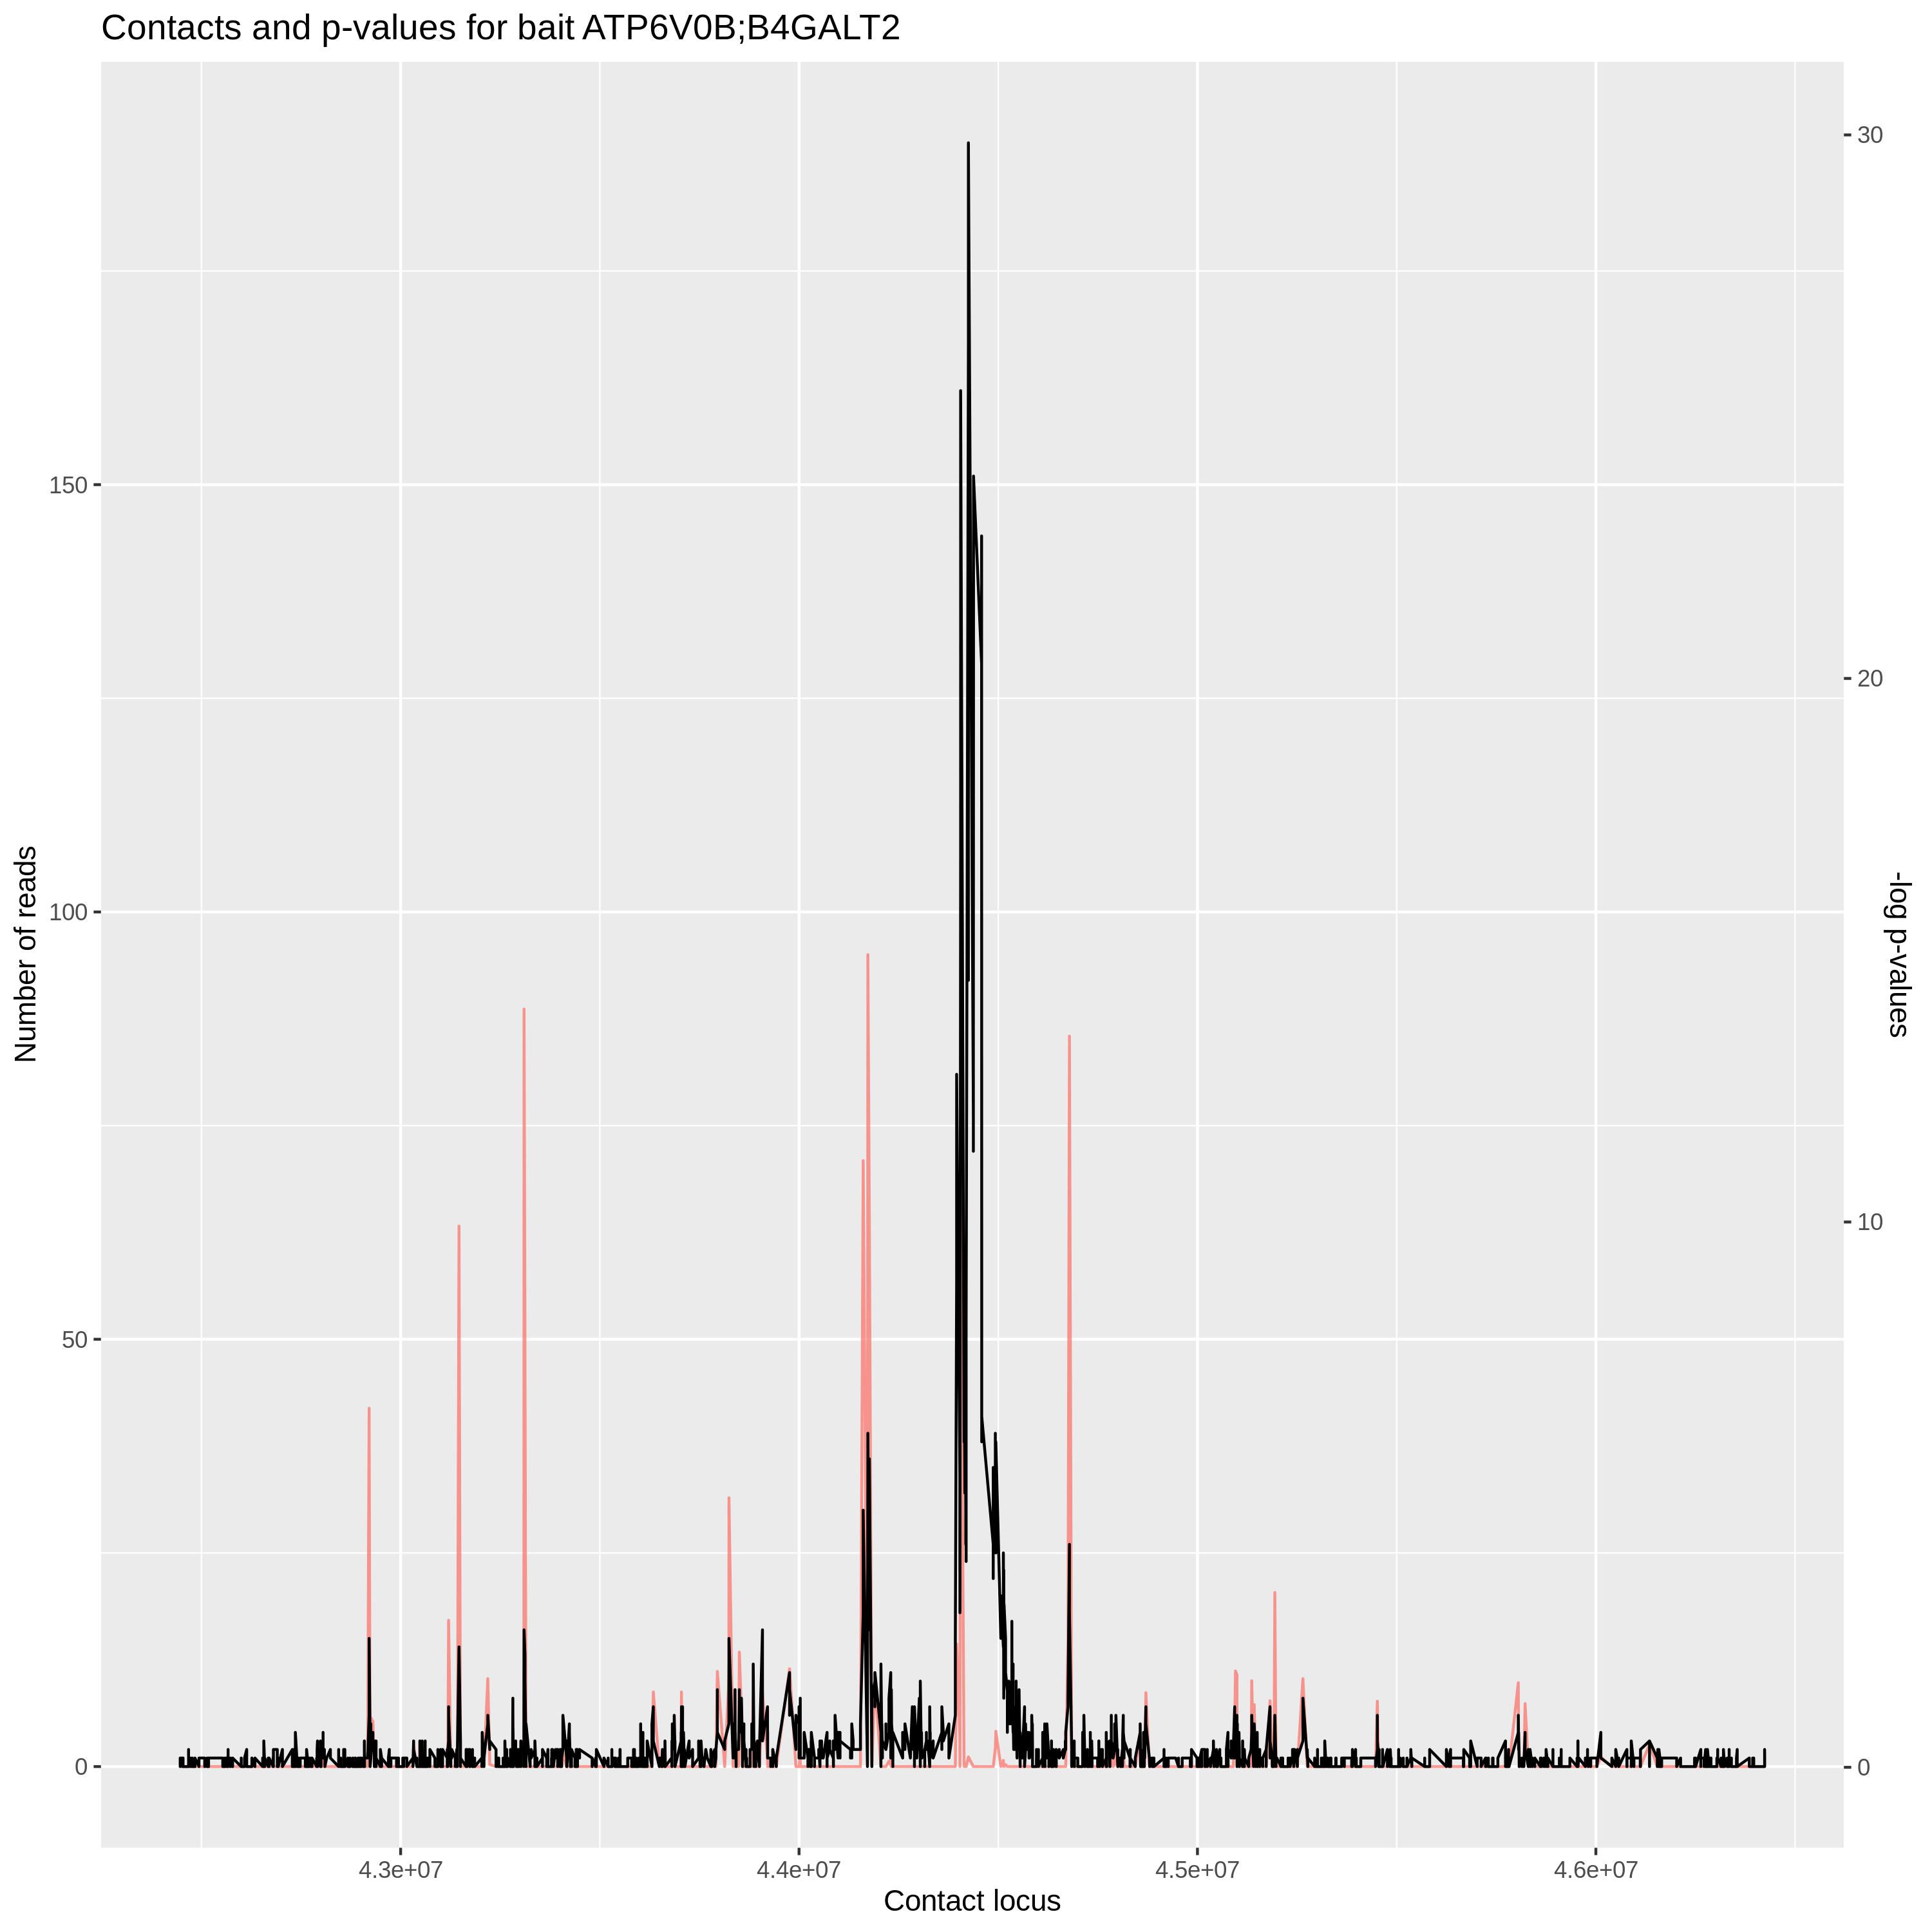 Contacts and p-values for bait ATP6V0B;B4GALT2
30
150
20
Number of reads
-log p-values
100
10
50
0
0
4.3e+07
4.4e+07
4.5e+07
4.6e+07
Contact locus